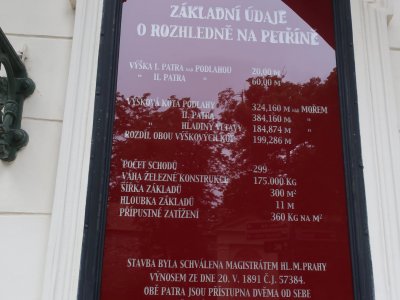 ZÁKLADNÍ ÚDAJE
O ROZHLEDNĚ NA PETŘÍNĚ
VÝŠKA I. PATRA NAD PODLAHOU 20,00 M
" II. PATRA " 60,00 M
VÝŠKOVÁ KÓTA PODLAHY 324,160 M NAD MOŘEM
" II. PATRA 384,160 M "
" HLADINY VLTAVY 184,874 M "
ROZDÍL OBOU VÝŠKOVÝCH KÓT 199,286 M
POČET SCHODŮ 299
VÁHA ŽELEZNÉ KONSTRUKCE 175.000 KG
ŠÍŘKA ZÁKLADŮ 300 M²
HLOUBKA ZÁKLADŮ 11 M
PŘÍPUSTNÉ ZATÍŽENÍ 360 KG NA M²
STAVBA BYLA SCHVÁLENA MAGISTRÁTEM HL. M. PRAHY
VÝNOSEM ZE DNE 20. V. 1891 Č.J. 57384.
OBĚ PATRA JSOU PŘÍSTUPNA DVĚMA OD SEBE